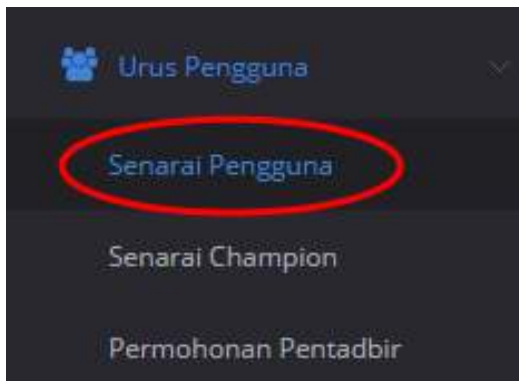 Urus Pengguna
Senarai Pengguna
Senarai Champion
Permohonan Pentadbir